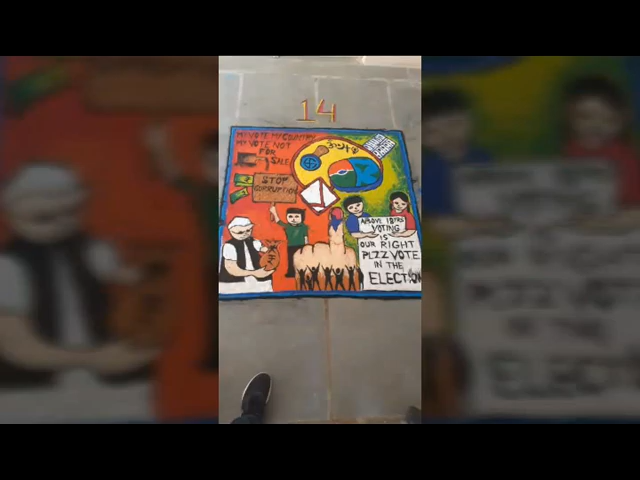 14
MY VOTE MY COUNTRY
MY VOTE NOT
FOR
SALE
STOP
CORRUPTION
ABOVE 18YRS
VOTING
IS
OUR RIGHT
PLZZ VOTE
IN THE
ELECTION